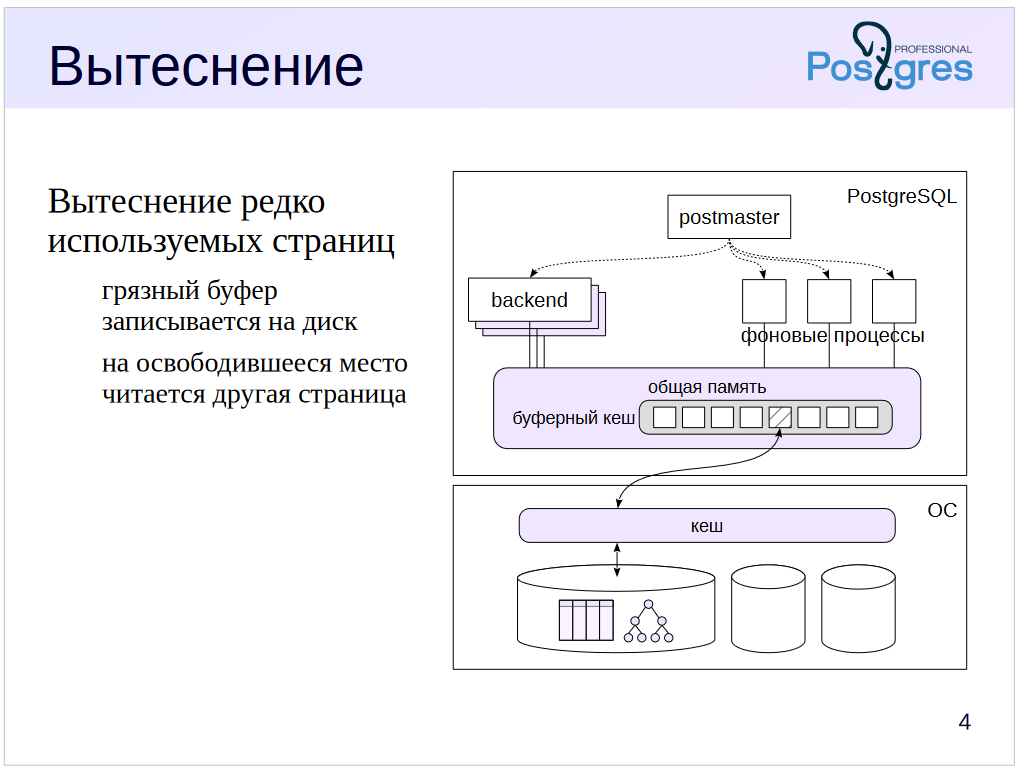 Вытеснение
PROFESSIONAL
Postgres
Вытеснение редко
используемых страниц
грязный буфер
записывается на диск
на освободившееся место
читается другая страница
PostgreSQL
postmaster
backend
фоновые процессы
общая память
буферный кеш
ОС
кеш
4